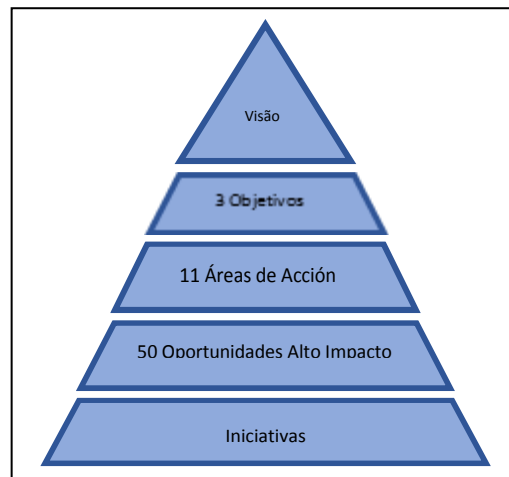 Visão
3 Objetivos
11 Áreas de Acción
50 Oportunidades Alto Impacto
Iniciativas